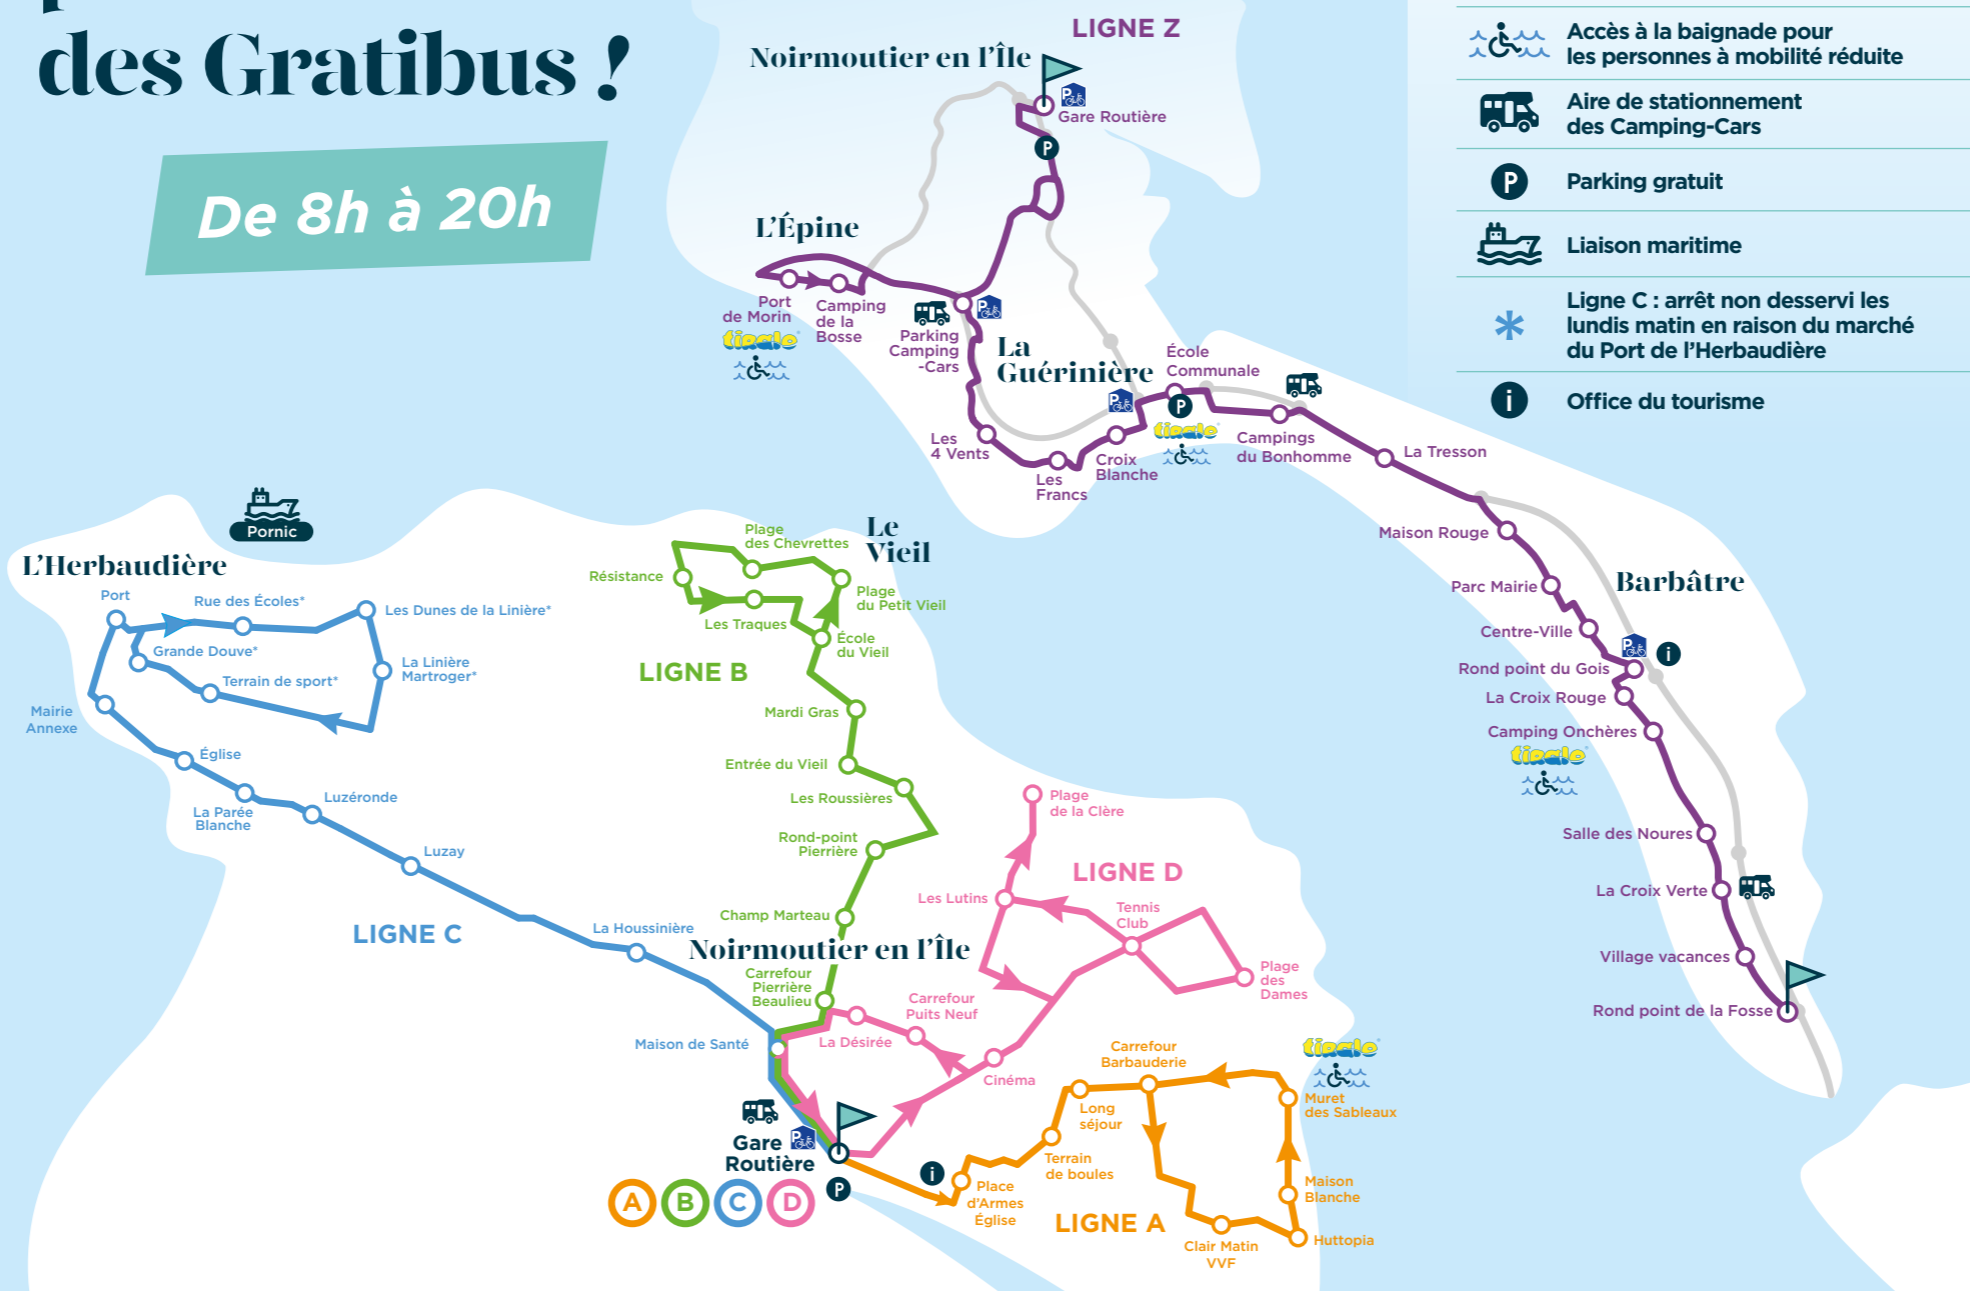 des Gratibus !
De 8h à 20h
LIGNE Z
Noirmoutier en l'Île
P
Gare Routière
P
L'Épine
Port
de Morin
tiralo
Camping
de la
Bosse
P
Parking
Camping
-Cars
La
Guérinière
Les
4 Vents
Les
Francs
Croix
Blanche
P
École
Communale
P
tiralo
Campings
du Bonhomme
La Tresson
Maison Rouge
Parc Mairie
Barbâtre
Centre-Ville
P
i
Rond point du Gois
La Croix Rouge
Camping Onchères
tiralo
Salle des Noures
La Croix Verte
Village vacances
Rond point de la Fosse
Accès à la baignade pour
les personnes à mobilité réduite
Aire de stationnement
des Camping-Cars
P
Parking gratuit
Liaison maritime
*
Ligne C : arrêt non desservi les
lundis matin en raison du marché
du Port de l'Herbaudière
i
Office du tourisme
Pornic
L'Herbaudière
Port
Rue des Écoles*
Les Dunes de la Linière*
Grande Douve*
La Linière
Martroger*
Terrain de sport*
Mairie
Annexe
Église
La Parée
Blanche
Luzéronde
Luzay
LIGNE C
La Houssinière
Le
Vieil
Plage
des Chevrettes
Résistance
Plage
du Petit Vieil
Les Traques
École
du Vieil
LIGNE B
Mardi Gras
Entrée du Vieil
Les Roussières
Rond-point
Pierrière
Champ Marteau
Noirmoutier en l'Île
Carrefour
Pierrière
Beaulieu
Maison de Santé
Plage
de la Clère
LIGNE D
Les Lutins
Tennis
Club
Plage
des
Dames
Carrefour
Puits Neuf
La Désirée
Cinéma
Gare
Routière
P
A
B
C
D
P
i
Place
d'Armes
Église
Terrain
de boules
Long
séjour
Carrefour
Barbauderie
tiralo
Muret
des Sableaux
Maison
Blanche
LIGNE A
Clair Matin
VVF
Huttopia